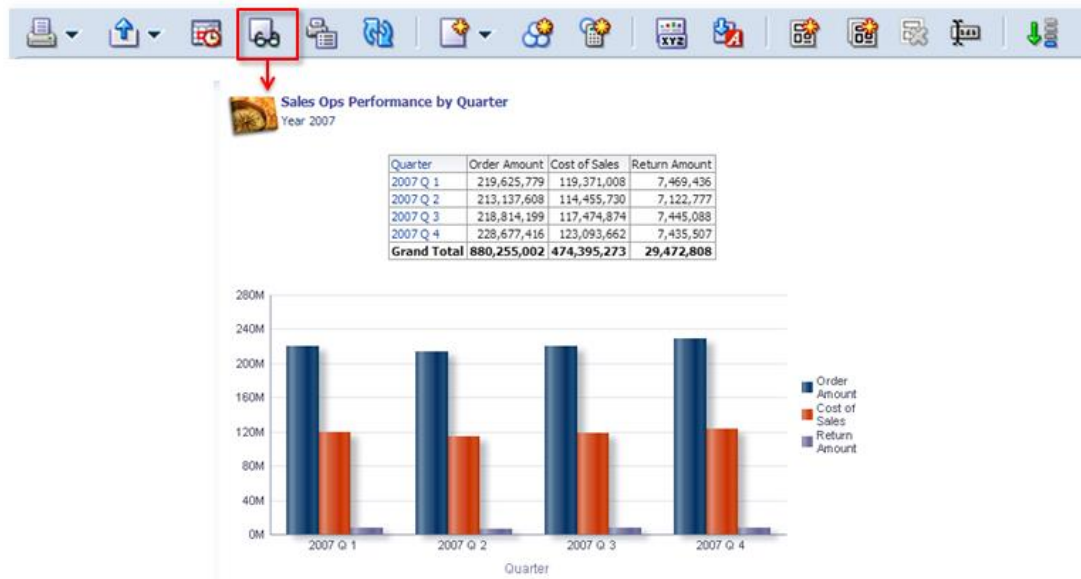 XYZ
Sales Ops Performance by Quarter
Year 2007
Quarter Order Amount Cost of Sales Return Amount
2007 Q 1 219,625,779 119,371,008 7,469,436
2007 Q 2 213,137,608 114,455,730 7,122,777
2007 Q 3 218,814,199 117,474,874 7,445,088
2007 Q 4 228,677,416 123,093,662 7,435,507
Grand Total 880,255,002 474,395,273 29,472,808
280M
240M
200M
160M
120M
80M
40M
0M
2007 Q 1 2007 Q 2 2007 Q 3 2007 Q 4
Quarter
Order
Amount
Cost of
Sales
Return
Amount